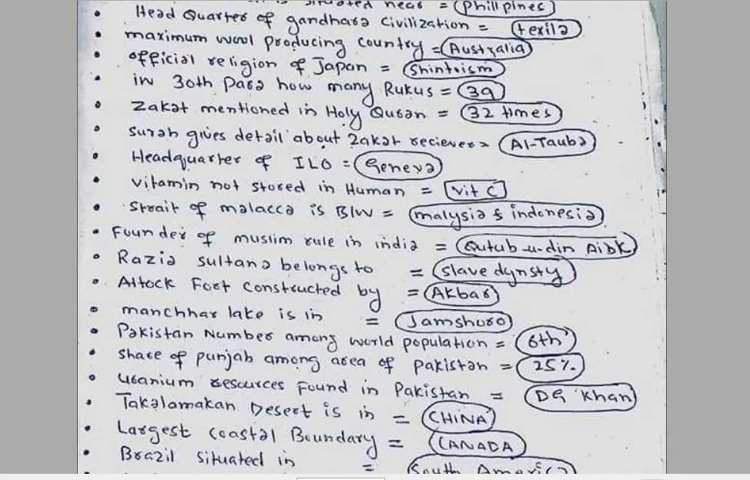 is situated near = Phillpines
Head Quarter of gandhara Civilization = texila
maximum wool producing country = Australia
official religion of Japan = Shintoism
in 30th Para how many Rukus = 39
Zakat mentioned in Holy Quran = 32 times
Surah gives detail about Zakat reciever = Al-Tauba
Headquarter of ILO = Geneva
Vitamin not stored in Human = Vit C
Strait of malacca is B/W = malysia & indonesia
Founder of muslim rule in india = Qutub-u-din Aibk
Razia sultana belongs to = slave dynsty
Attock Fort Constructed by = Akbar
manchhar lake is in = Jamshoro
Pakistan Number among world population = 6th
share of punjab among area of pakistan = 25%
uranium resources found in Pakistan = DG Khan
Takalamakan Desert is in = CHINA
Largest Coastal Boundary = CANADA
Brazil situated in = South America